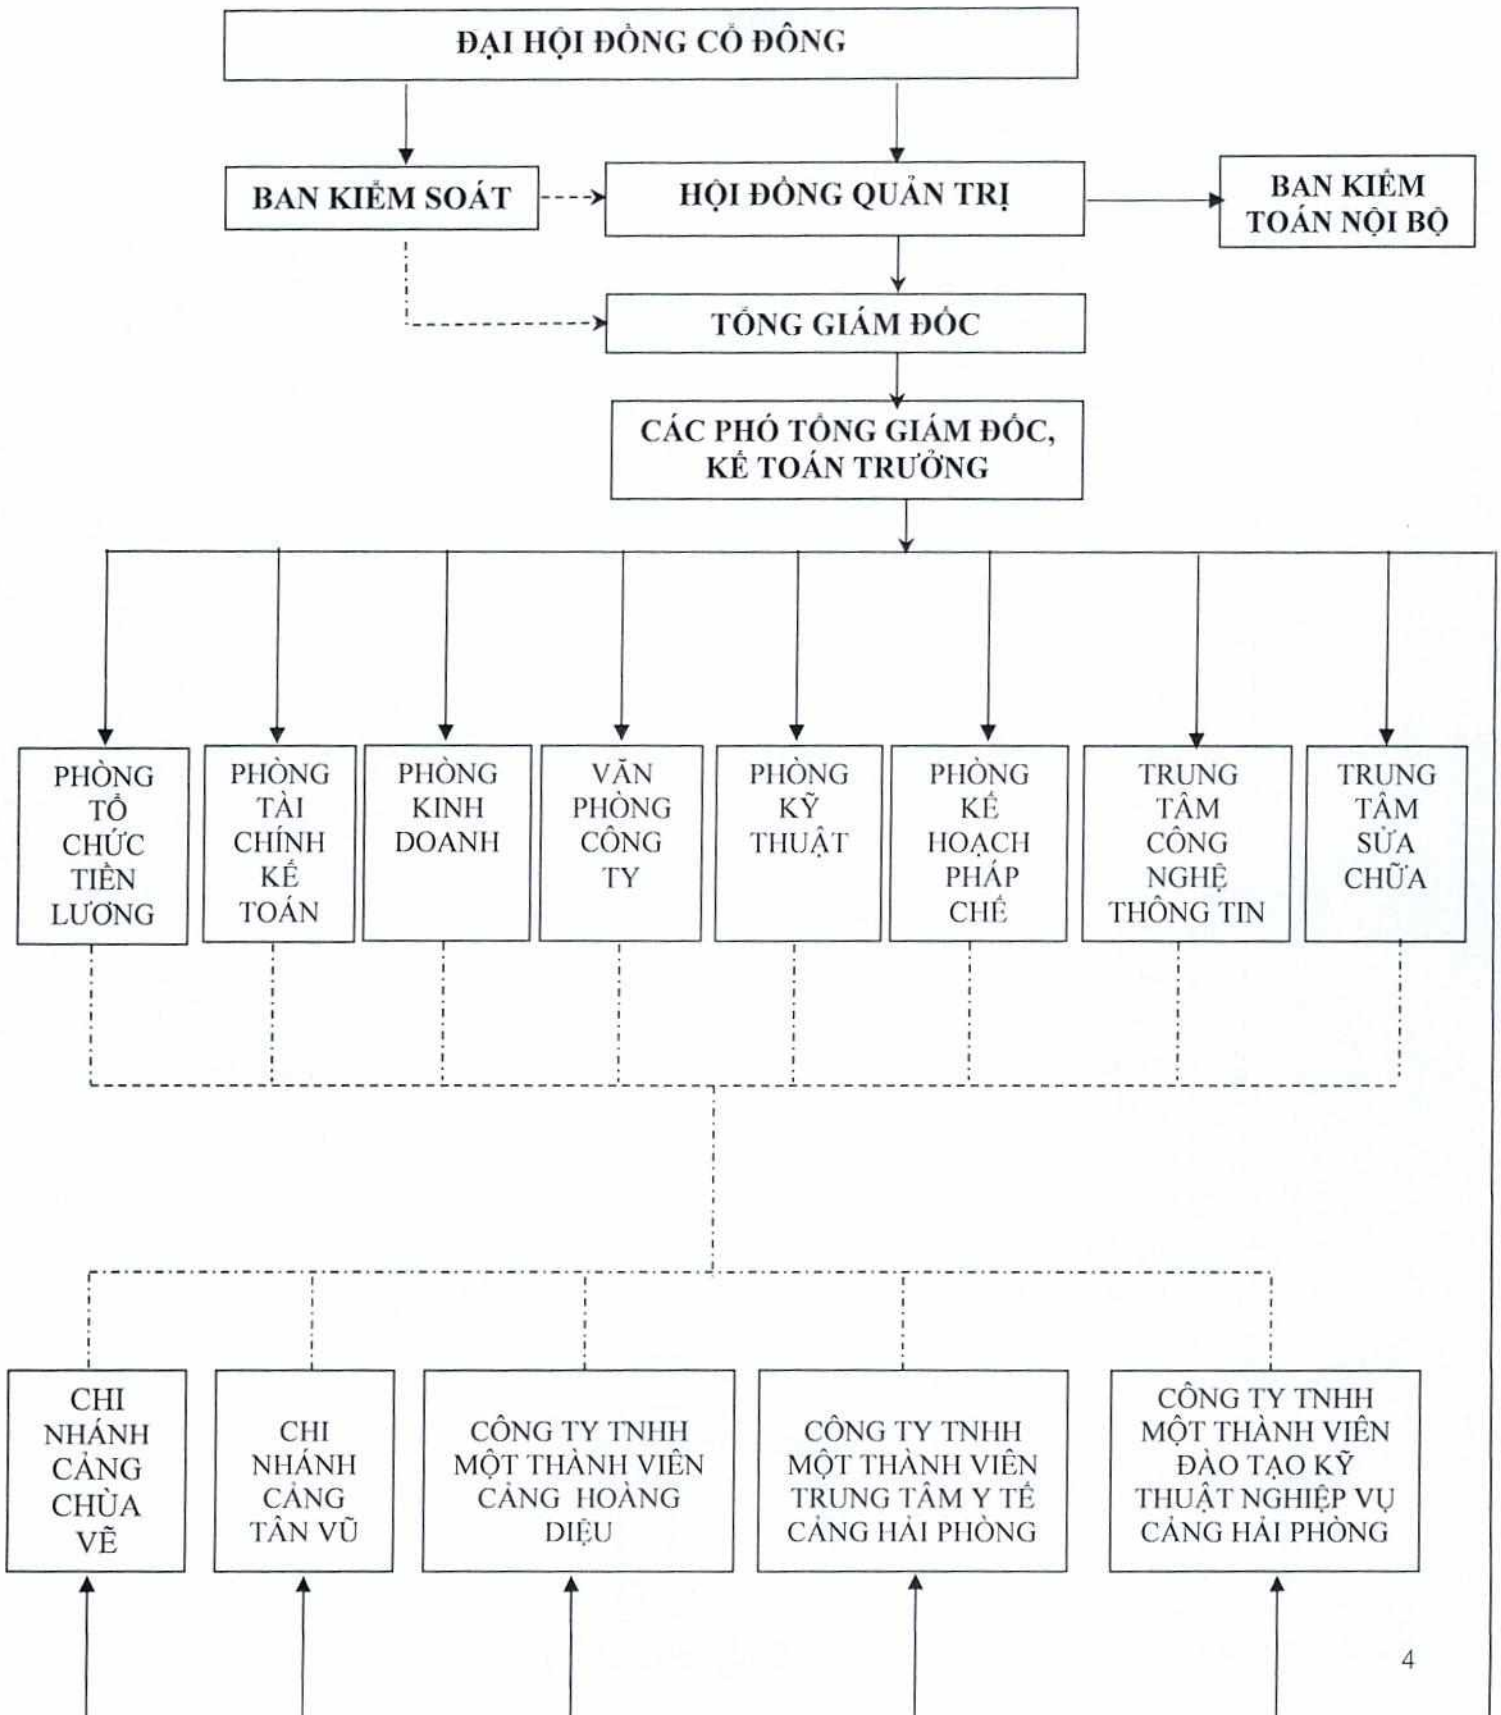 ĐẠI HỘI ĐỒNG CỔ ĐÔNG
BAN KIỂM SOÁT
HỘI ĐỒNG QUẢN TRỊ
BAN KIỂM
TOÁN NỘI BỘ
TỔNG GIÁM ĐỐC
CÁC PHÓ TỔNG GIÁM ĐỐC,
KẾ TOÁN TRƯỞNG
PHÒNG
TỔ
CHỨC
TIỀN
LƯƠNG
PHÒNG
TÀI
CHÍNH
KẾ
TOÁN
PHÒNG
KINH
DOANH
VĂN
PHÒNG
CÔNG
TY
PHÒNG
KỸ
THUẬT
PHÒNG
KẾ
HOẠCH
PHÁP
CHẾ
TRUNG
TÂM
CÔNG
NGHỆ
THÔNG TIN
TRUNG
TÂM
SỬA
CHỮA
CHI
NHÁNH
CẢNG
CHÙA
VẼ
CHI
NHÁNH
CẢNG
TÂN VŨ
CÔNG TY TNHH
MỘT THÀNH VIÊN
CẢNG HOÀNG
DIỆU
CÔNG TY TNHH
MỘT THÀNH VIÊN
TRUNG TÂM Y TẾ
CẢNG HẢI PHÒNG
CÔNG TY TNHH
MỘT THÀNH VIÊN
ĐÀO TẠO KỸ
THUẬT NGHIỆP VỤ
CẢNG HẢI PHÒNG
4